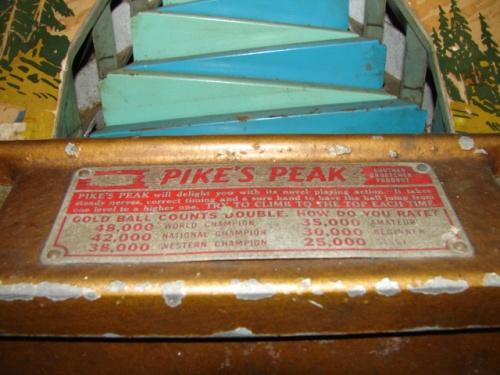 PIKE'S PEAK
ANOTHER
GROETCHEN
PRODUCT
PIKE'S PEAK will delight you with its novel playing action. It takes
steady nerves, correct timing and a sure hand to have the ball jump from
one level to a higher one. TRY TO CLIMB TO THE TOP EACH TIME.
GOLD BALL COUNTS DOUBLE. HOW DO YOU RATE?
48,000 WORLD CHAMPION 35,000 AMATEUR
42,000 NATIONAL CHAMPION 30,000 BEGINNER
38,000 WESTERN CHAMPION 25,000